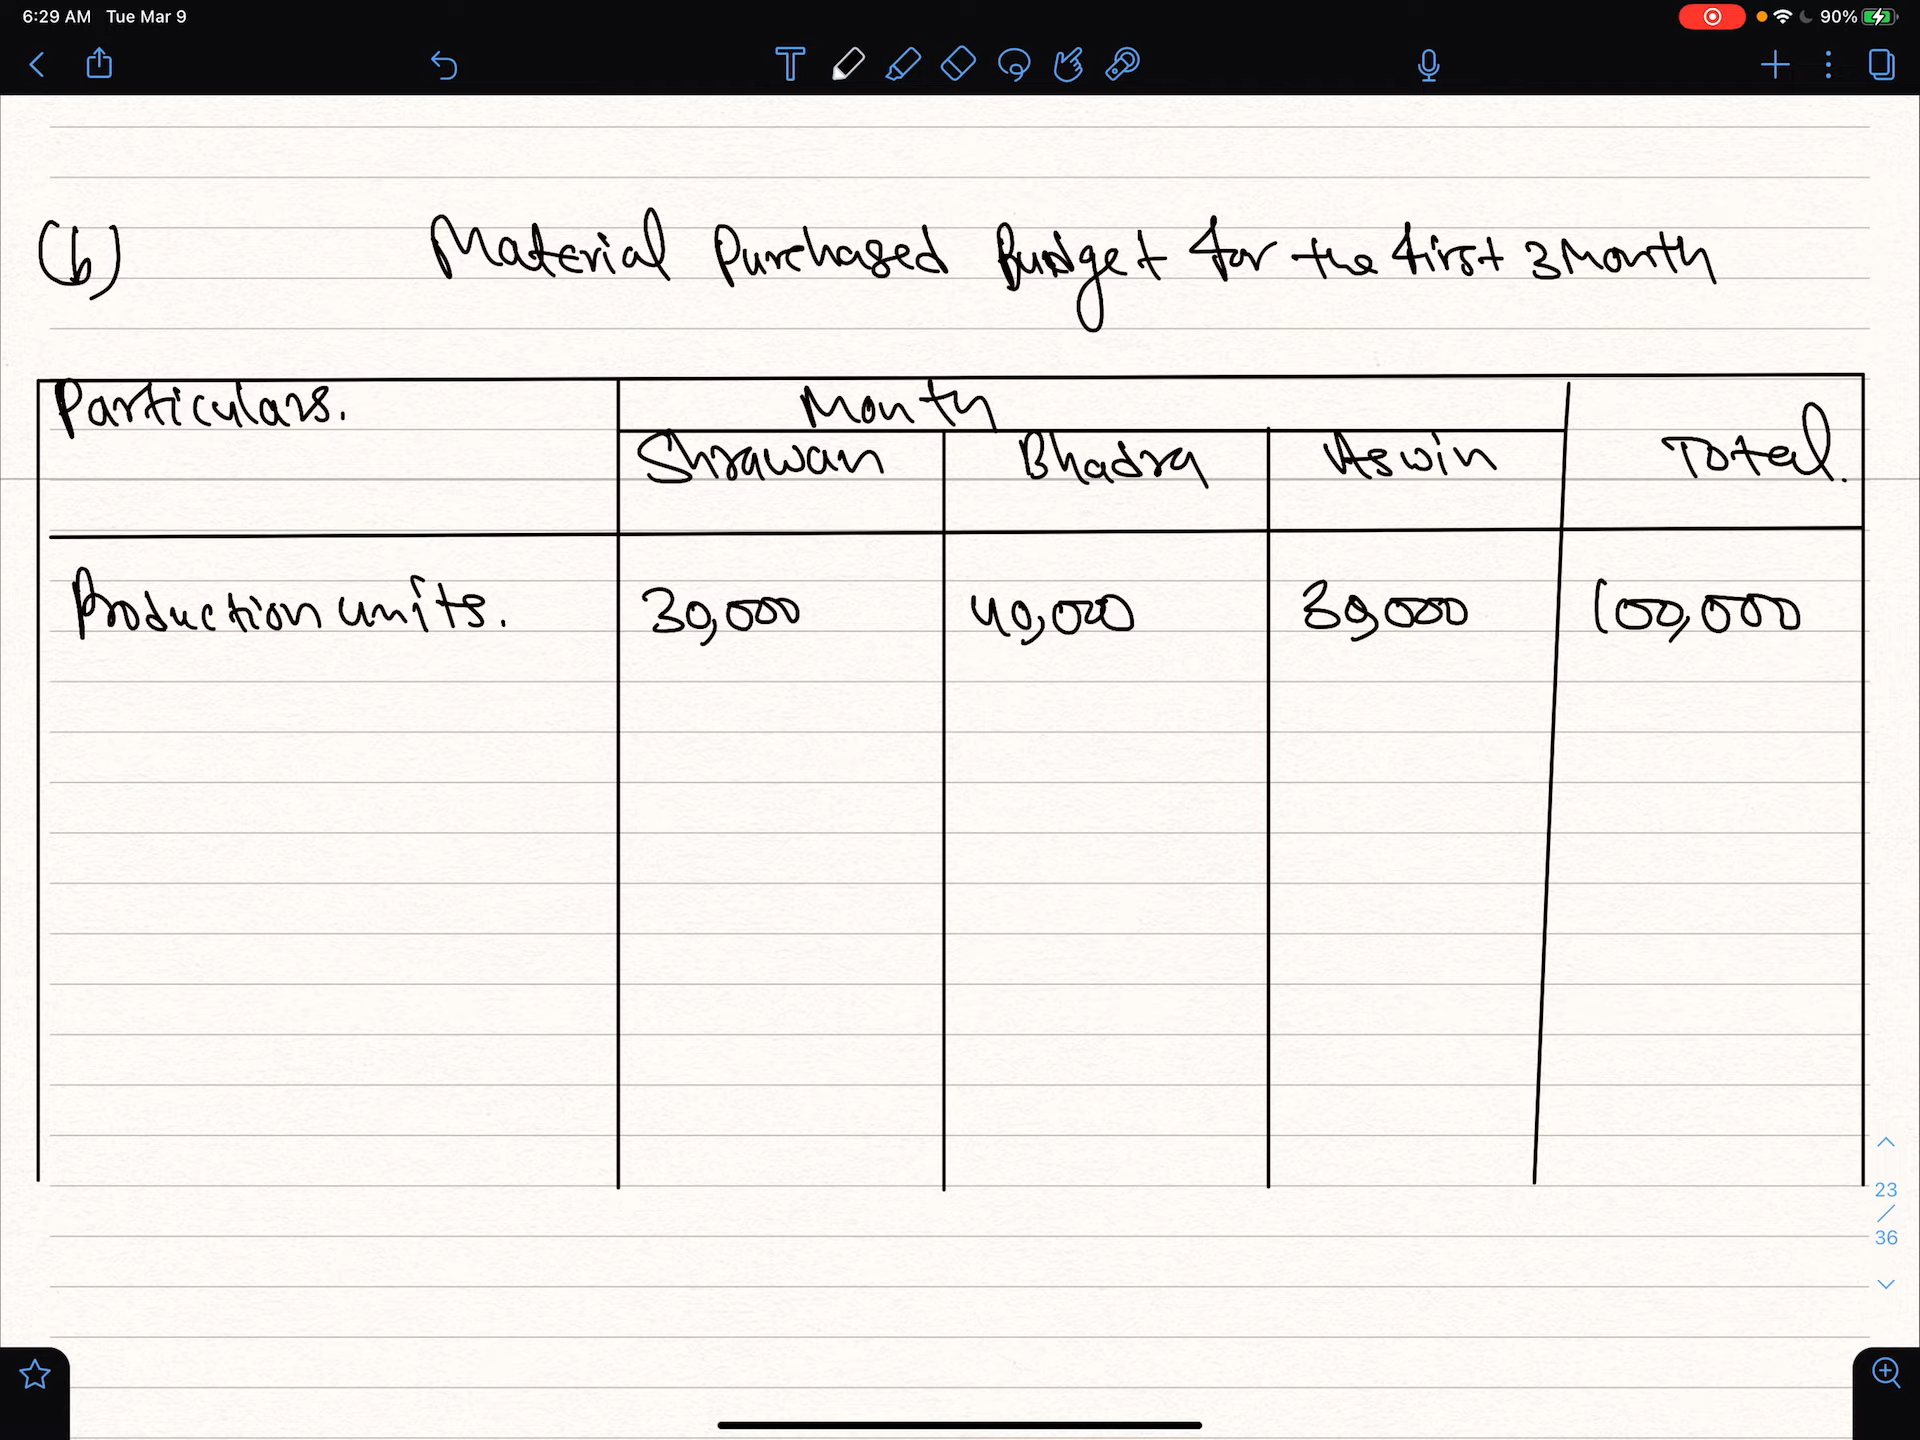 6:29 AM Tue Mar 9
90%
(b) Material Purchased Budget for the first 3 Month
Particulars. Month Total.
Shrawan Bhadra Aswin
Production units. 30,000 40,000 30,000 100,000
23
/
36